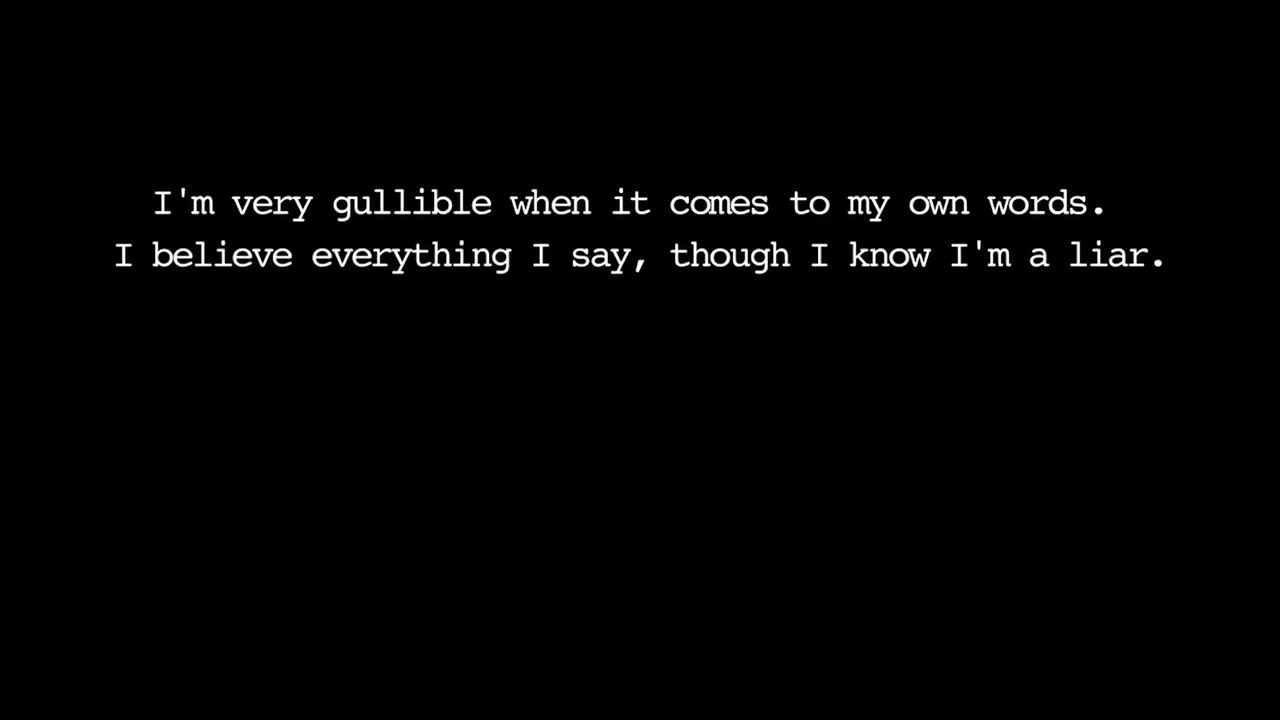 I'm very gullible when it comes to my own words.
I believe everything I say, though I know I'm a liar.